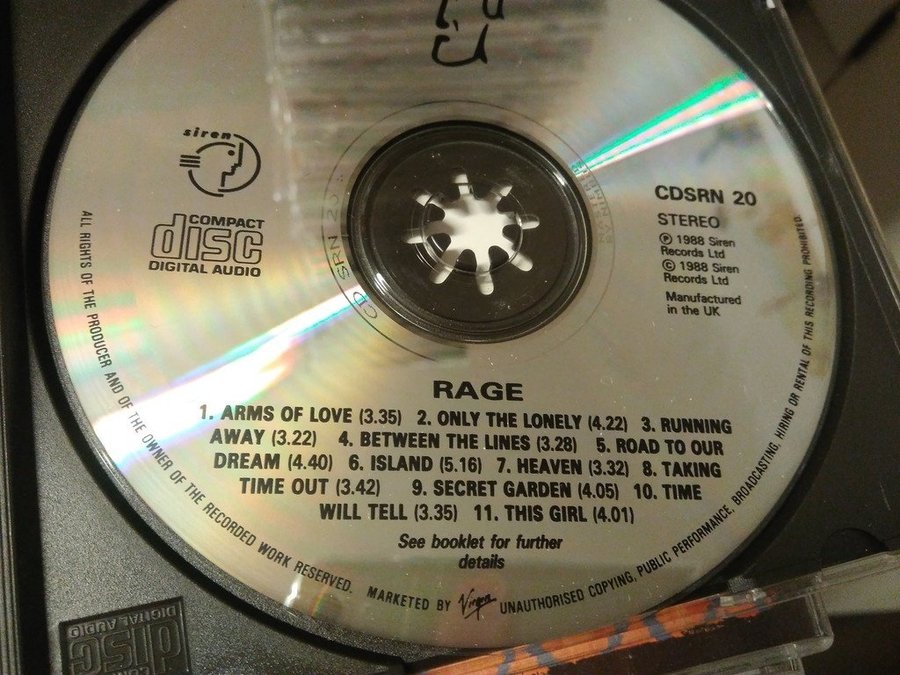 siren
COMPACT
disc
DIGITAL AUDIO
CDSRN 20
STEREO
℗ 1988 Siren
Records Ltd
© 1988 Siren
Records Ltd
Manufactured
in the UK
RAGE
1. ARMS OF LOVE (3.35) 2. ONLY THE LONELY (4.22) 3. RUNNING
AWAY (3.22) 4. BETWEEN THE LINES (3.28) 5. ROAD TO OUR
DREAM (4.40) 6. ISLAND (5.16) 7. HEAVEN (3.32) 8. TAKING
TIME OUT (3.42) 9. SECRET GARDEN (4.05) 10. TIME
WILL TELL (3.35) 11. THIS GIRL (4.01)
See booklet for further
details
ALL RIGHTS OF THE PRODUCER AND OF THE OWNER OF THE RECORDED WORK RESERVED. MARKETED BY Virgin UNAUTHORISED COPYING, PUBLIC PERFORMANCE, BROADCASTING, HIRING OR RENTAL OF THIS RECORDING PROHIBITED.
CD SRN 20
disc
DIGITAL AUDIO